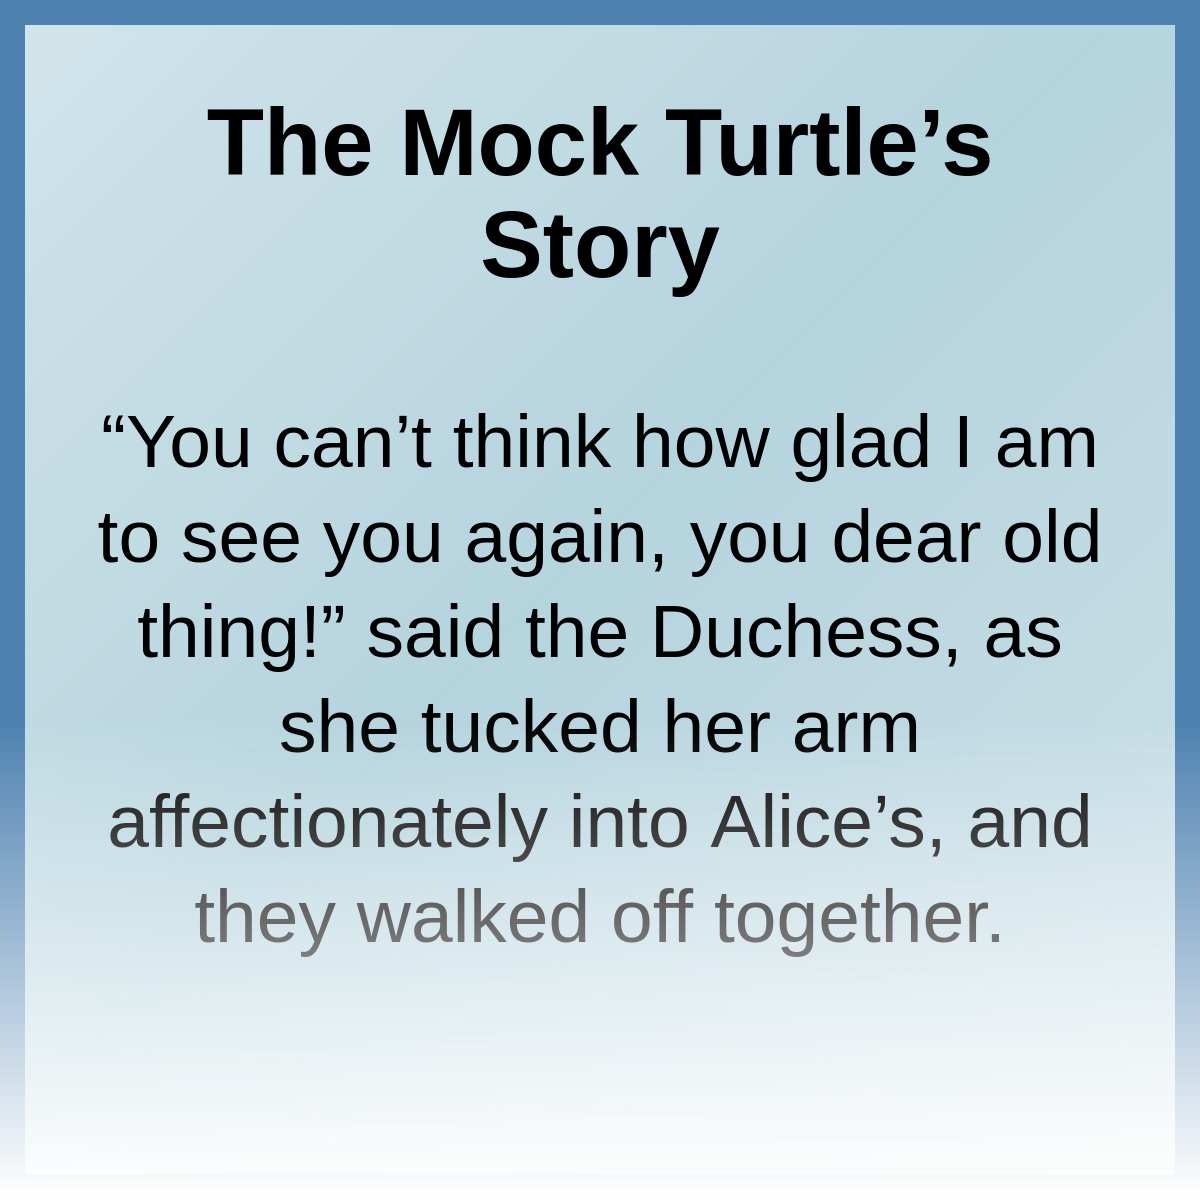 The Mock Turtle’s
Story
“You can’t think how glad I am
to see you again, you dear old
thing!” said the Duchess, as
she tucked her arm
affectionately into Alice’s, and
they walked off together.